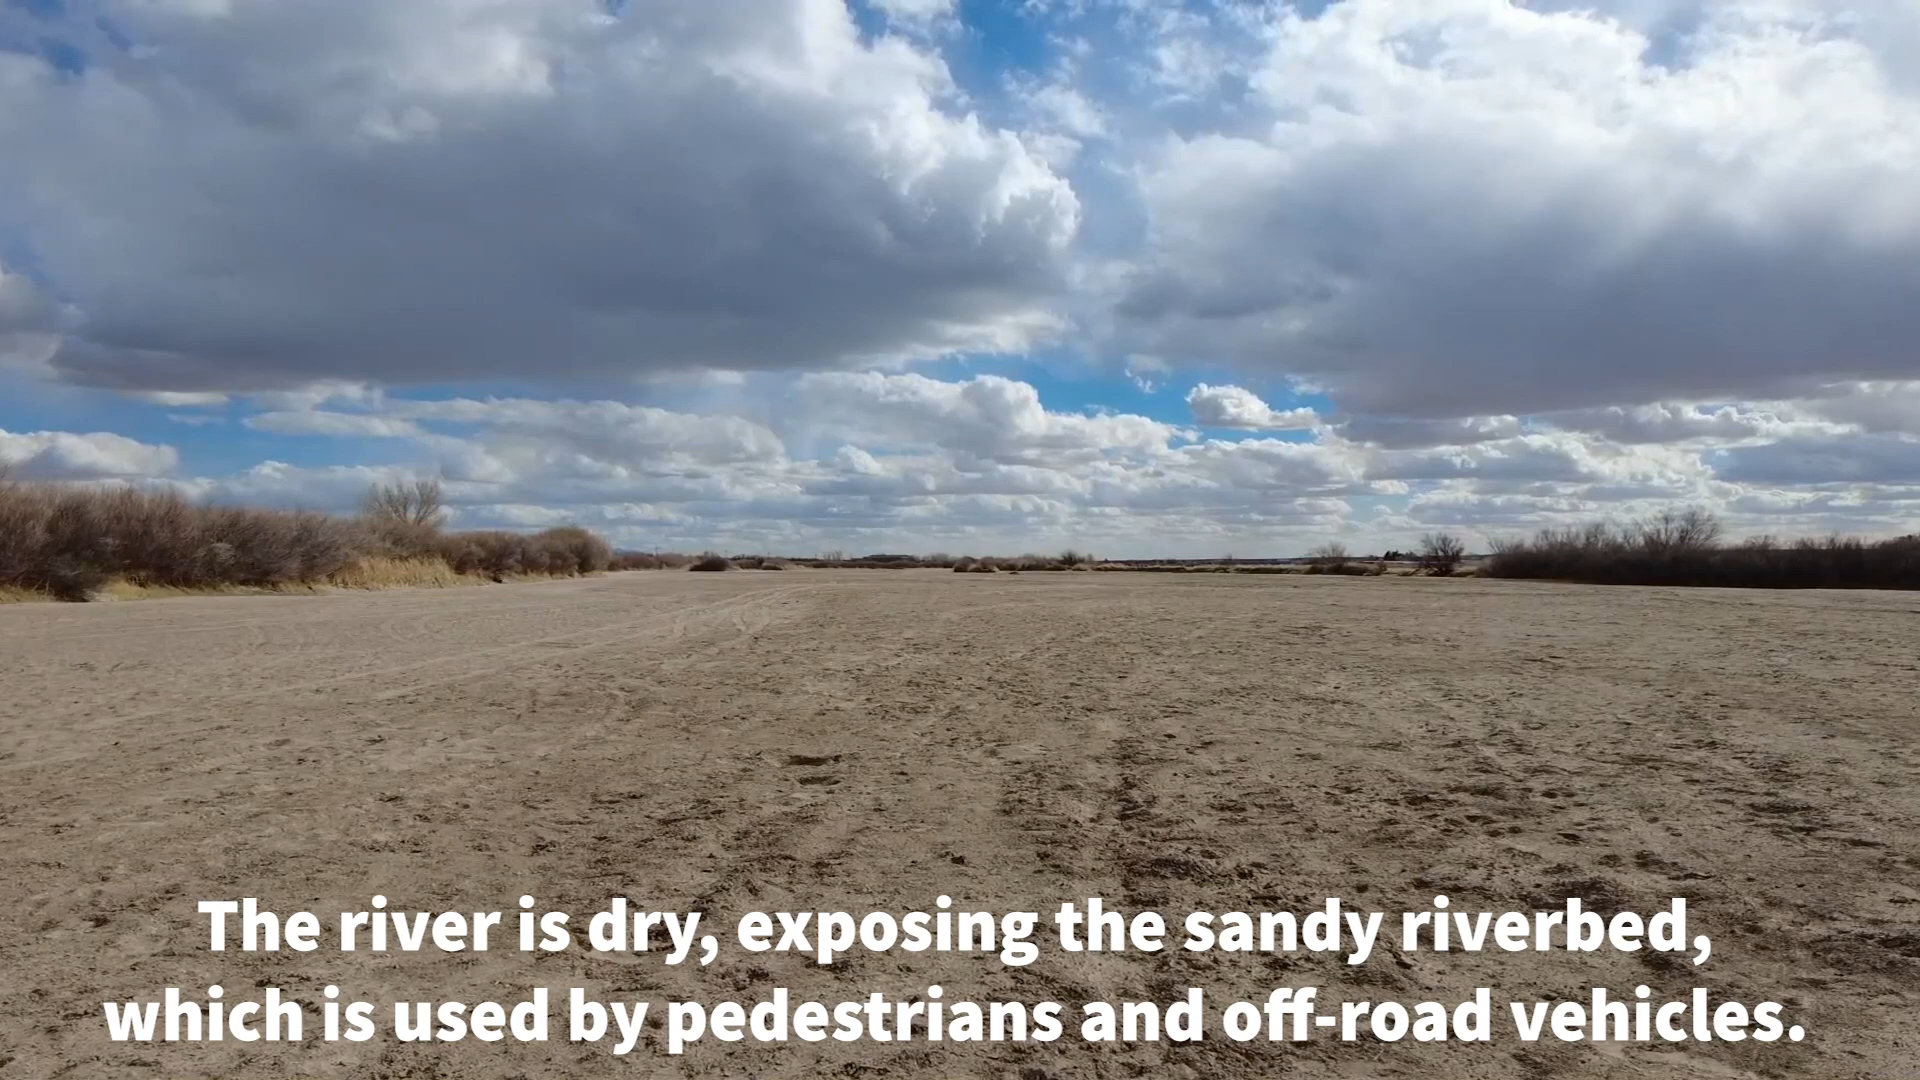 The river is dry, exposing the sandy riverbed,
which is used by pedestrians and off-road vehicles.